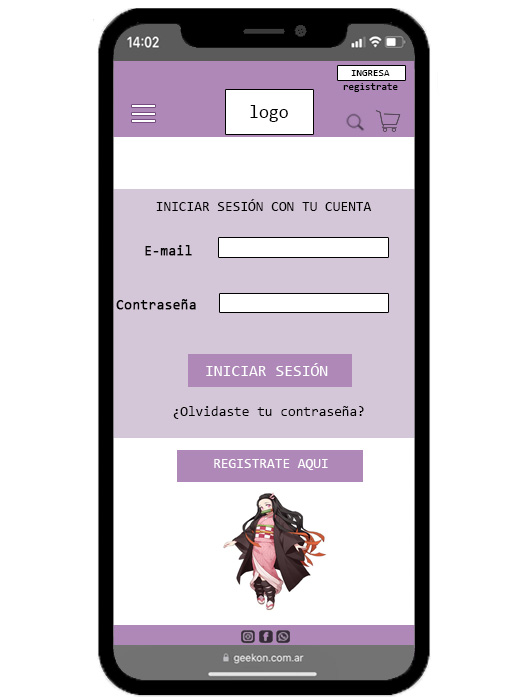 14:02
INGRESA
registrate
logo
INICIAR SESIÓN CON TU CUENTA
E-mail
Contraseña
INICIAR SESIÓN
¿Olvidaste tu contraseña?
REGISTRATE AQUI
geekon.com.ar